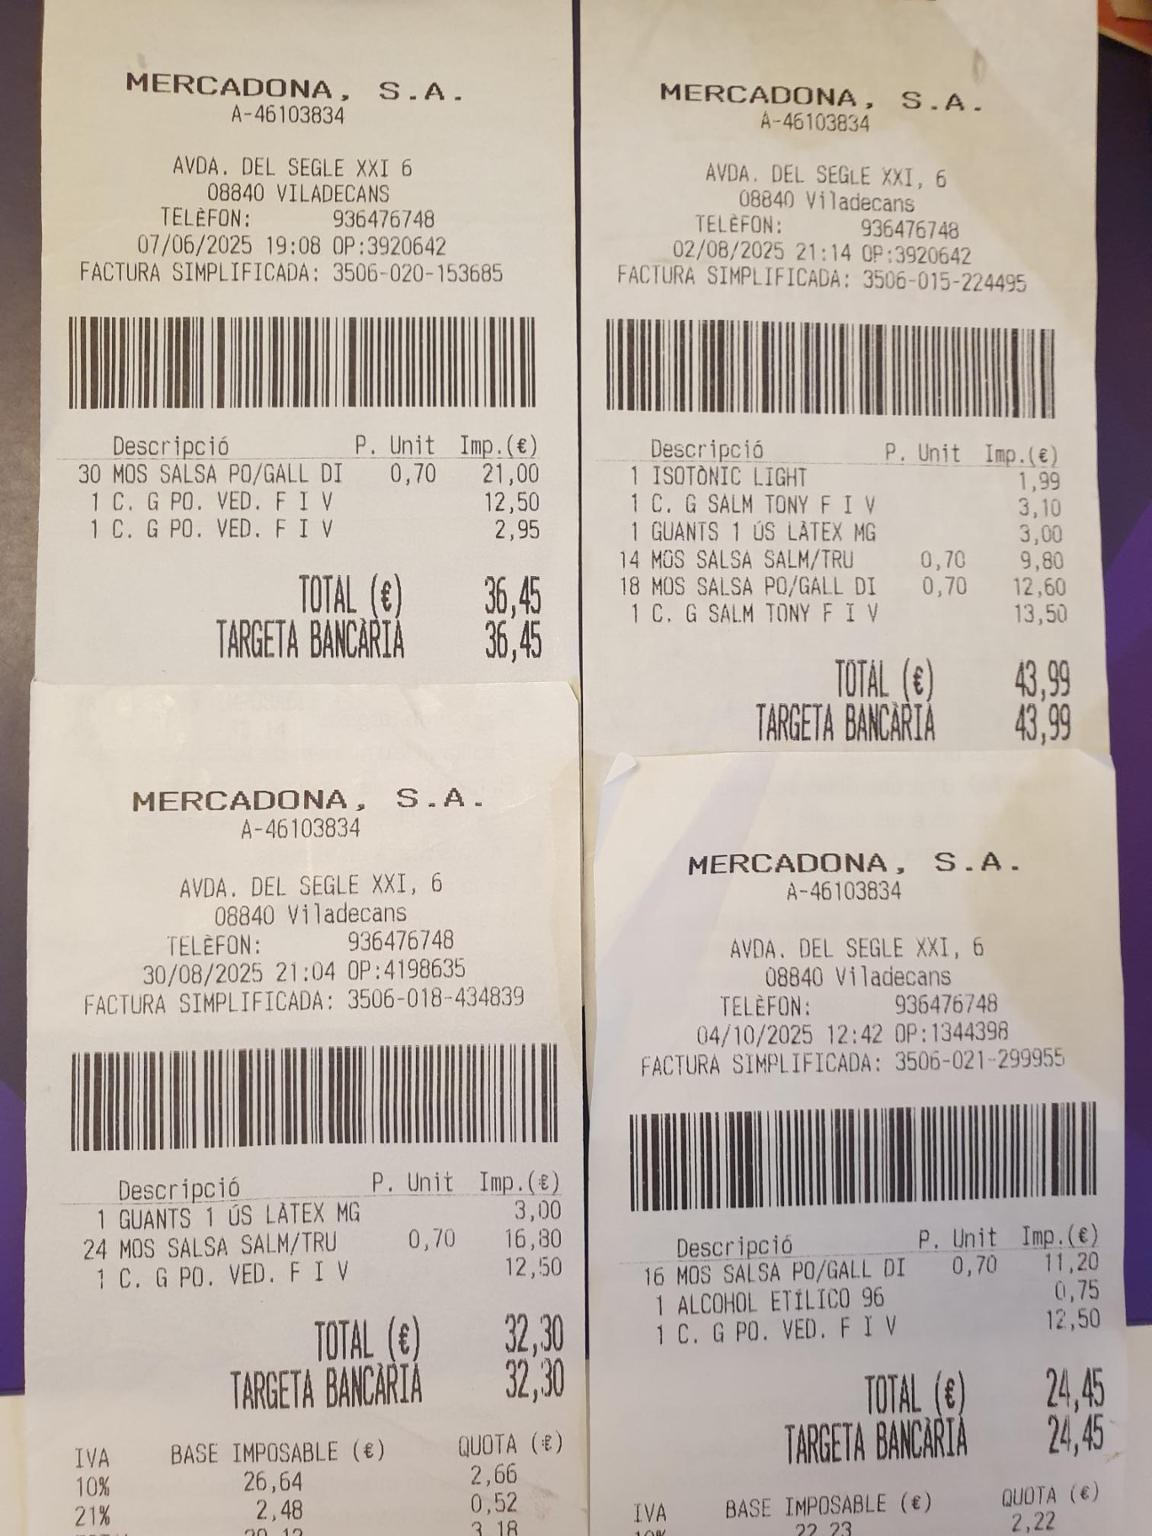 MERCADONA, S.A.
A-46103834
AVDA. DEL SEGLE XXI 6
08840 VILADECANS
TELÈFON: 936476748
07/06/2025 19:08 OP:3920642
FACTURA SIMPLIFICADA: 3506-020-153685
Descripció P. Unit Imp.(€)
30 MOS SALSA PO/GALL DI 0,70 21,00
1 C. G PO. VED. F I V 12,50
1 C. G PO. VED. F I V 2,95
TOTAL (€) 36,45
TARGETA BANCÀRIA 36,45
MERCADONA, S.A.
A-46103834
AVDA. DEL SEGLE XXI, 6
08840 Viladecans
TELÈFON: 936476748
02/08/2025 21:14 OP:3920642
FACTURA SIMPLIFICADA: 3506-015-224495
Descripció P. Unit Imp.(€)
1 ISOTÒNIC LIGHT 1,99
1 C. G SALM TONY F I V 3,10
1 GUANTS 1 ÚS LÀTEX MG 3,00
14 MOS SALSA SALM/TRU 0,70 9,80
18 MOS SALSA PO/GALL DI 0,70 12,60
1 C. G SALM TONY F I V 13,50
TOTAL (€) 43,99
TARGETA BANCÀRIA 43,99
MERCADONA, S.A.
A-46103834
AVDA. DEL SEGLE XXI, 6
08840 Viladecans
TELÈFON: 936476748
30/08/2025 21:04 OP:4198635
FACTURA SIMPLIFICADA: 3506-018-434839
Descripció P. Unit Imp.(€)
1 GUANTS 1 ÚS LÀTEX MG 3,00
24 MOS SALSA SALM/TRU 0,70 16,80
1 C. G PO. VED. F I V 12,50
TOTAL (€) 32,30
TARGETA BANCÀRIA 32,30
IVA BASE IMPOSABLE (€) QUOTA (€)
10% 26,64 2,66
21% 2,48 0,52
3,18
MERCADONA, S.A.
A-46103834
AVDA. DEL SEGLE XXI, 6
08840 Viladecans
TELÈFON: 936476748
04/10/2025 12:42 OP:1344398
FACTURA SIMPLIFICADA: 3506-021-299955
Descripció P. Unit Imp.(€)
16 MOS SALSA PO/GALL DI 0,70 11,20
1 ALCOHOL ETÍLICO 96 0,75
1 C. G PO. VED. F I V 12,50
TOTAL (€) 24,45
TARGETA BANCÀRIA 24,45
IVA BASE IMPOSABLE (€) QUOTA (€)
22,23 2,22